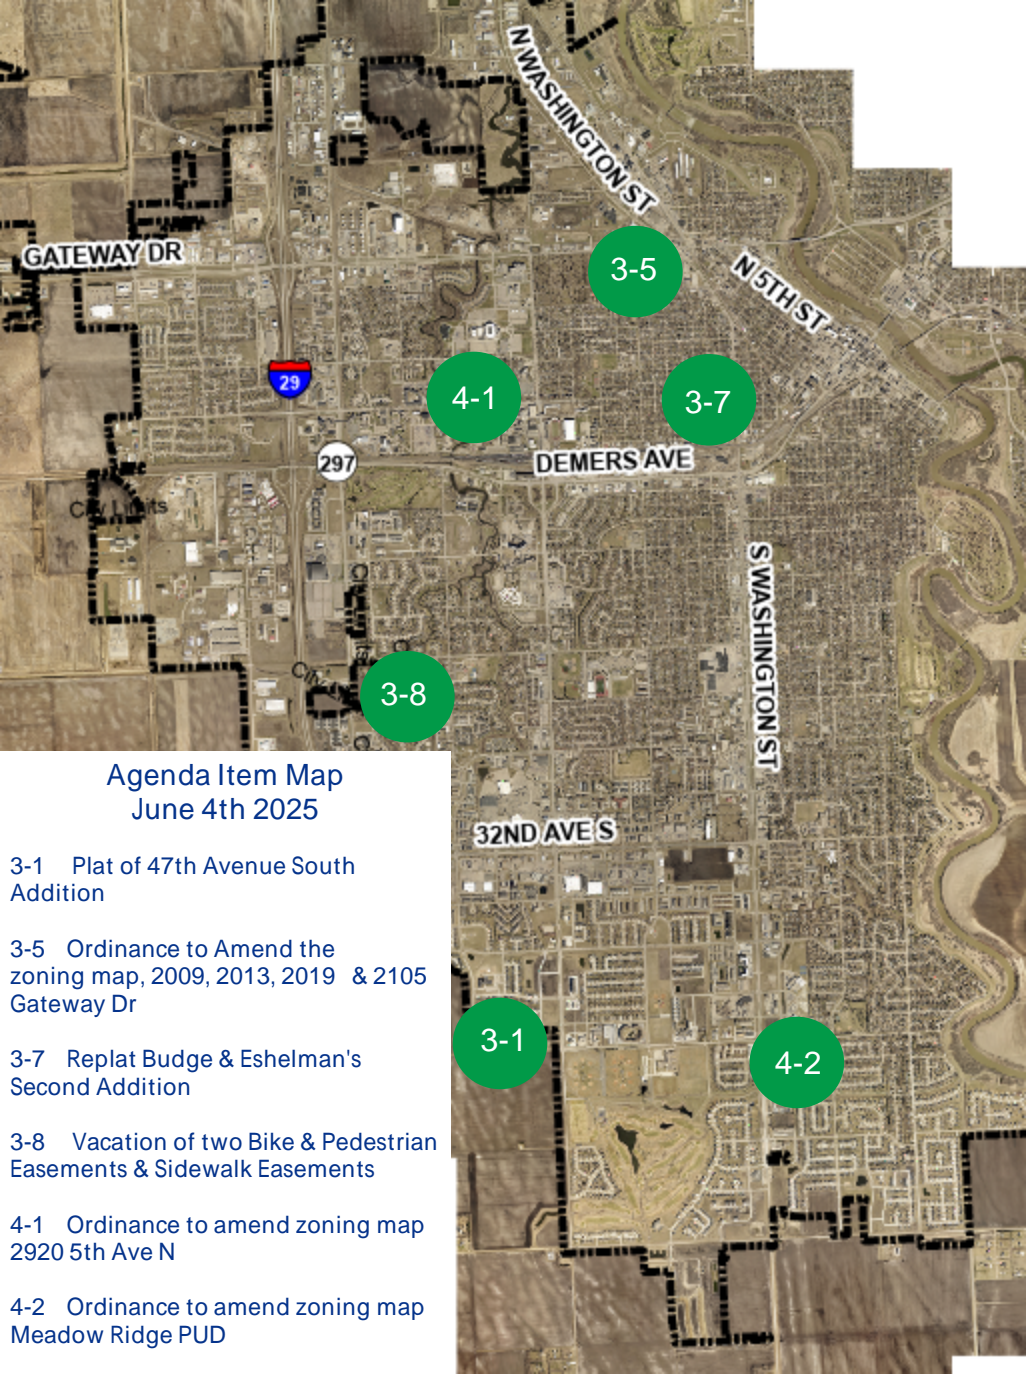 N WASHINGTON ST
GATEWAY DR
3-5
N 5TH ST
29
4-1
3-7
297
DEMERS AVE
City Limits
S WASHINGTON ST
3-8
Agenda Item Map
June 4th 2025
32ND AVE S
3-1 Plat of 47th Avenue South
Addition
3-5 Ordinance to Amend the
zoning map, 2009, 2013, 2019 & 2105
Gateway Dr
3-1
3-7 Replat Budge & Eshelman's
Second Addition
4-2
3-8 Vacation of two Bike & Pedestrian
Easements & Sidewalk Easements
4-1 Ordinance to amend zoning map
2920 5th Ave N
4-2 Ordinance to amend zoning map
Meadow Ridge PUD